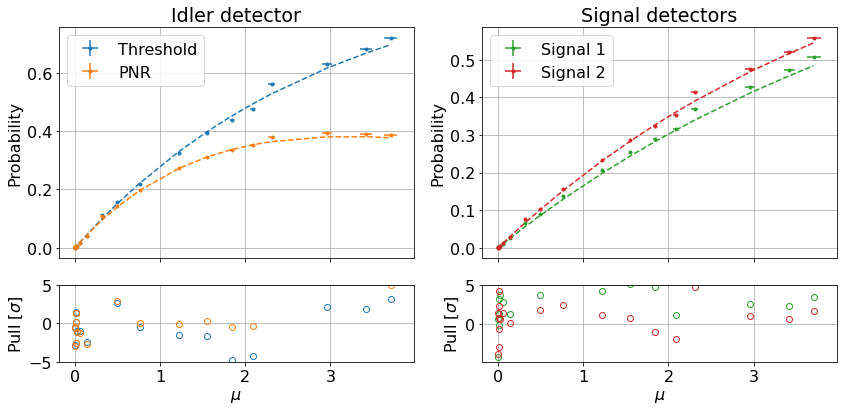 Idler detector
Threshold
PNR
Probability
0.6
0.4
0.2
0.0
Pull [σ]
5
0
−5
0
1
2
3
μ
Signal detectors
Signal 1
Signal 2
Probability
0.5
0.4
0.3
0.2
0.1
0.0
Pull [σ]
5
0
0
1
2
3
μ